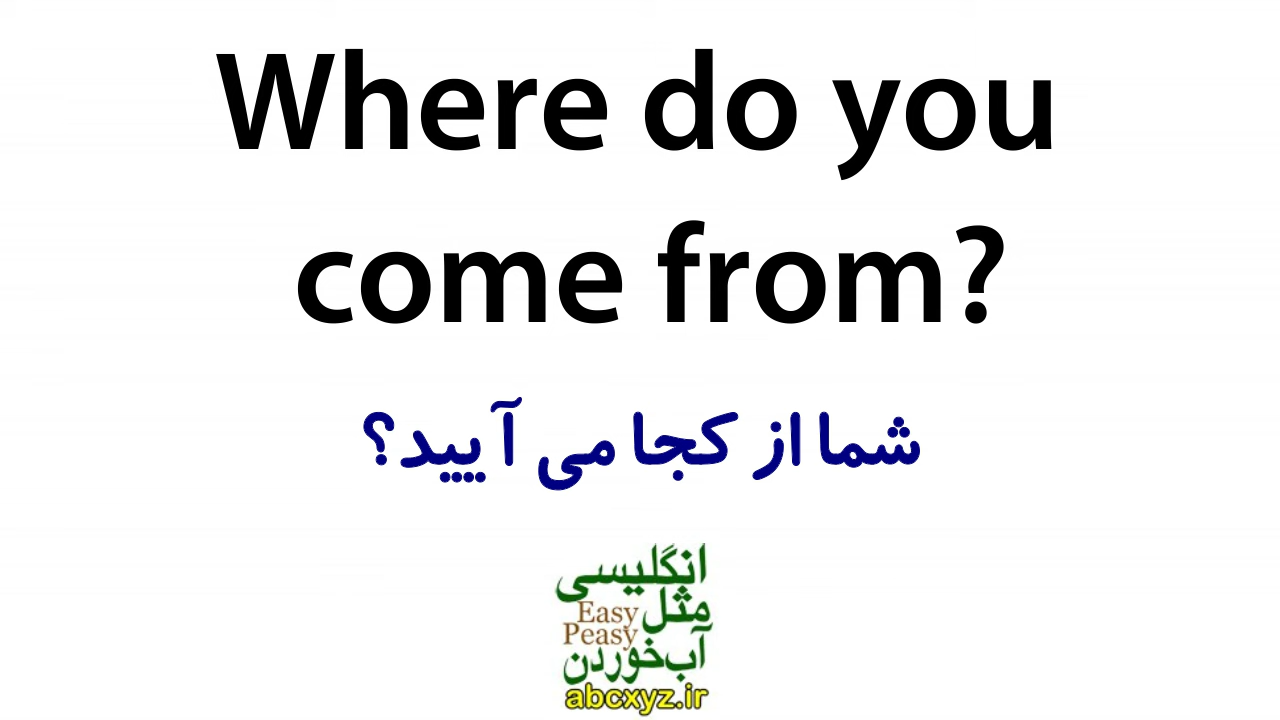 Where do you
come from?
شما از کجا می آیید؟
انگلیسی
مثل
Easy
Peasy
آب خوردن
abcxyz.ir